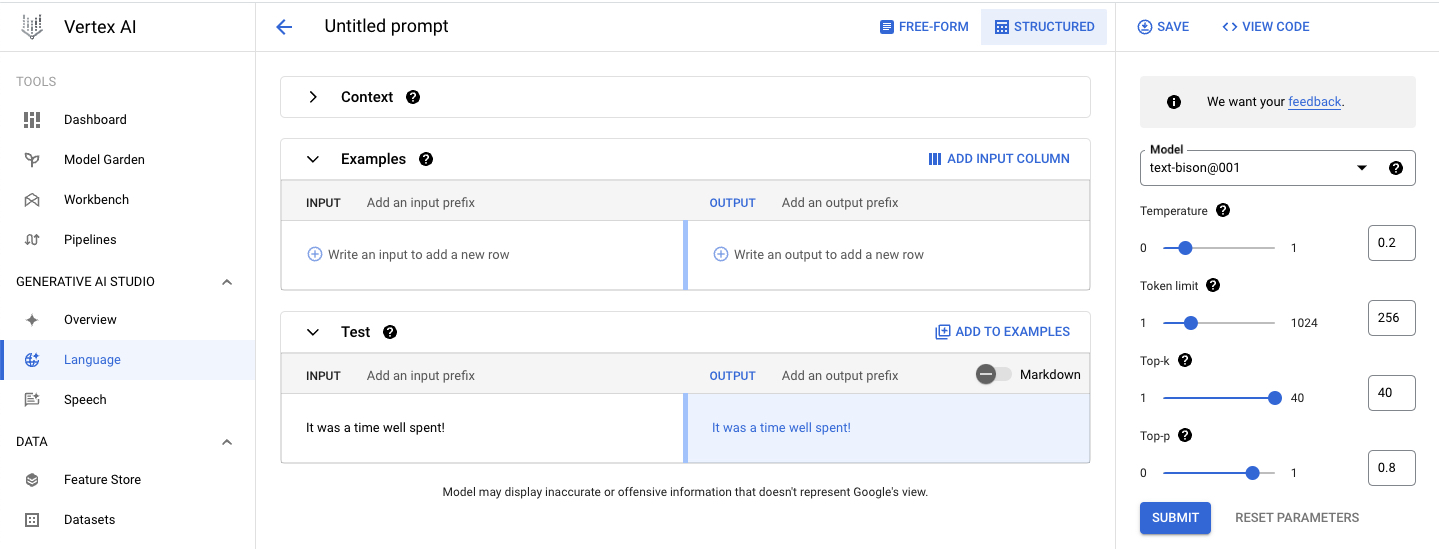 Vertex AI
Untitled prompt
FREE-FORM
STRUCTURED
SAVE
<> VIEW CODE
TOOLS
Dashboard
Model Garden
Workbench
Pipelines
GENERATIVE AI STUDIO
Overview
Language
Speech
DATA
Feature Store
Datasets
Context
Examples
ADD INPUT COLUMN
INPUT Add an input prefix
OUTPUT Add an output prefix
Write an input to add a new row
Write an output to add a new row
Test
ADD TO EXAMPLES
INPUT Add an input prefix
OUTPUT Add an output prefix
Markdown
It was a time well spent!
It was a time well spent!
Model may display inaccurate or offensive information that doesn't represent Google's view.
We want your feedback.
Model
text-bison@001
Temperature
0 1 0.2
Token limit
1 1024 256
Top-k
1 40 40
Top-p
0 1 0.8
SUBMIT
RESET PARAMETERS